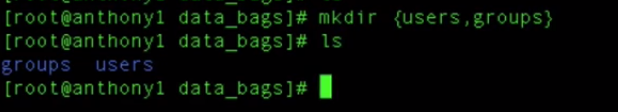 [root@anthony1 data_bags]# mkdir {users,groups}
[root@anthony1 data_bags]# ls
groups  users
[root@anthony1 data_bags]#